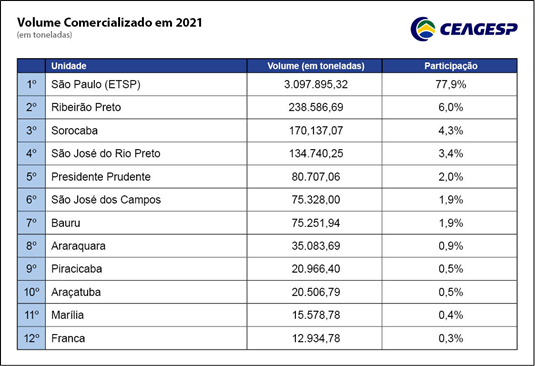 Volume Comercializado em 2021
(em toneladas)
CEAGESP
Unidade Volume (em toneladas) Participação
1º São Paulo (ETSP) 3.097.895,32 77,9%
2º Ribeirão Preto 238.586,69 6,0%
3º Sorocaba 170,137,07 4,3%
4º São José do Rio Preto 134.740,25 3,4%
5º Presidente Prudente 80.707,06 2,0%
6º São José dos Campos 75.328,00 1,9%
7º Bauru 75.251,94 1,9%
8º Araraquara 35.083,69 0,9%
9º Piracicaba 20.966,40 0,5%
10º Araçatuba 20.506,79 0,5%
11º Marília 15.578,78 0,4%
12º Franca 12.934,78 0,3%